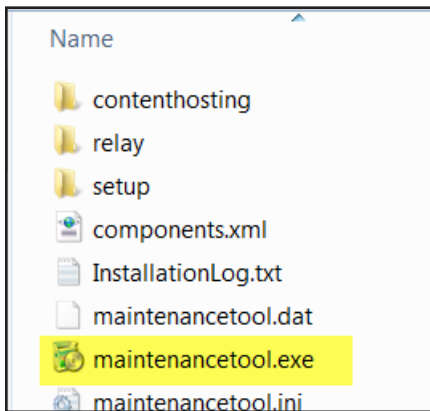 Name
contenthosting
relay
setup
components.xml
InstallationLog.txt
maintenancetool.dat
maintenancetool.exe
maintenancetool.ini